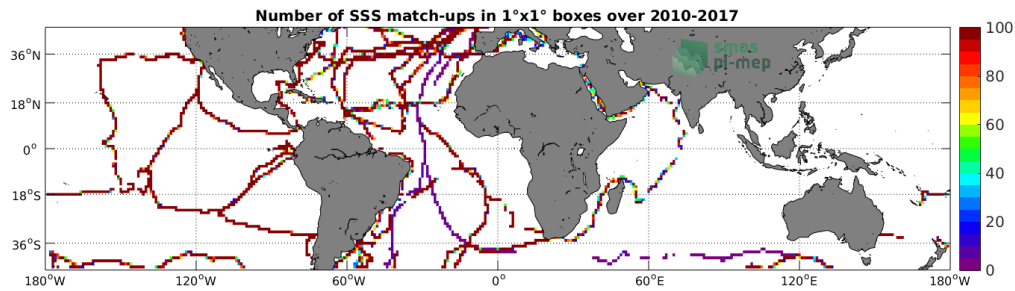 Number of SSS match-ups in 1°x1° boxes over 2010-2017
smos
pi-mep
36°N
18°N
0°
18°S
36°S
180°W 120°W 60°W 0° 60°E 120°E 180°W
100
80
60
40
20
0